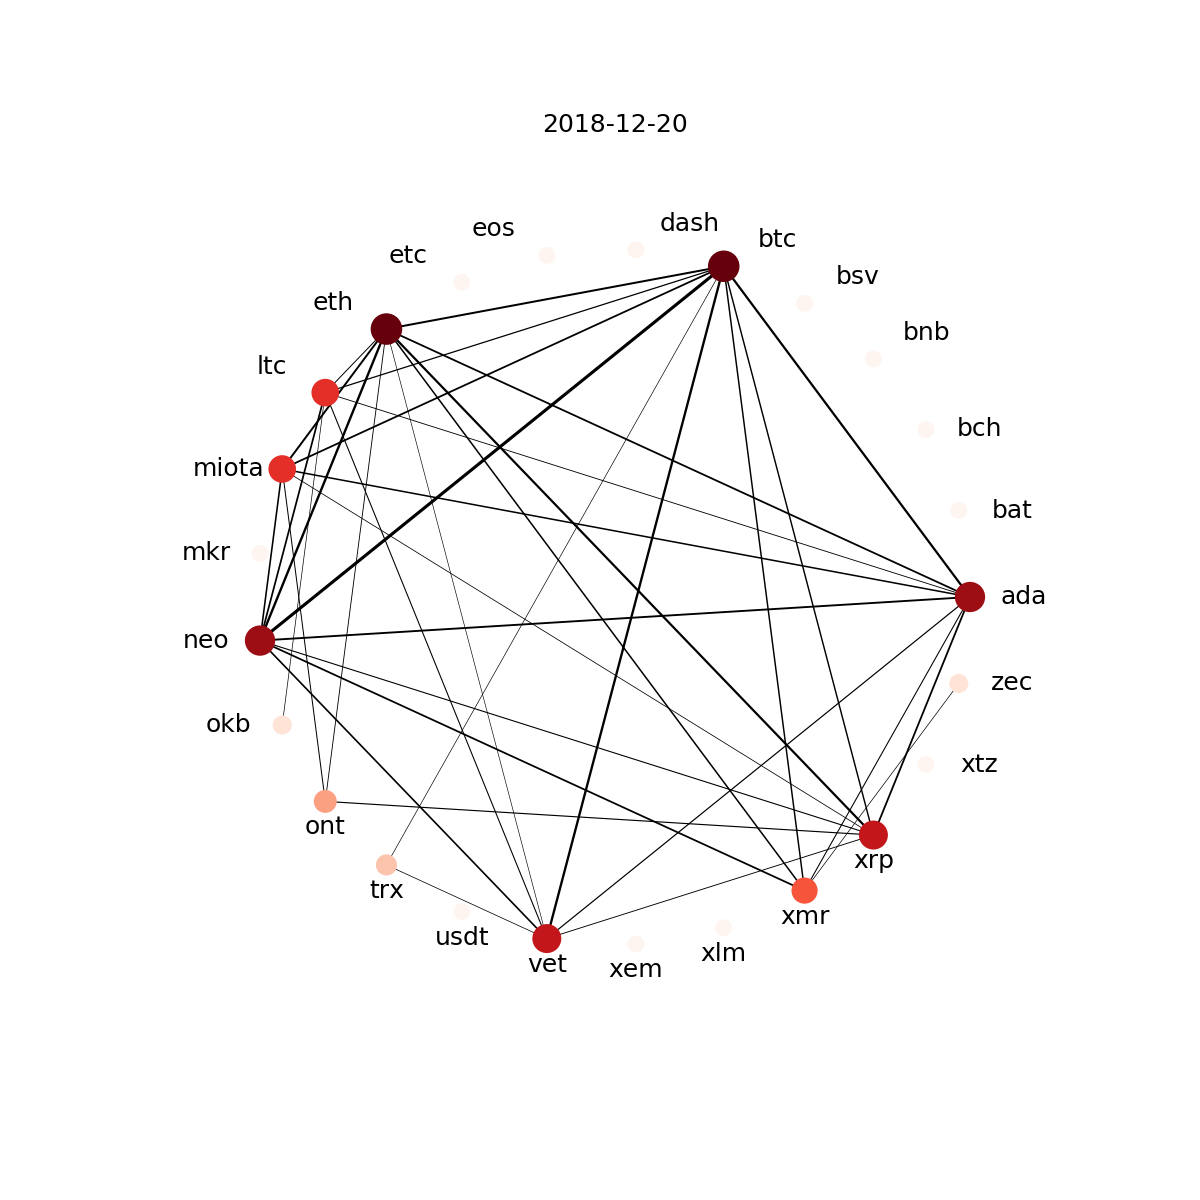 2018-12-20
dash
eos
btc
etc
bsv
eth
bnb
ltc
bch
miota
bat
mkr
ada
neo
zec
okb
xtz
ont
xrp
trx
xmr
usdt
xlm
vet
xem